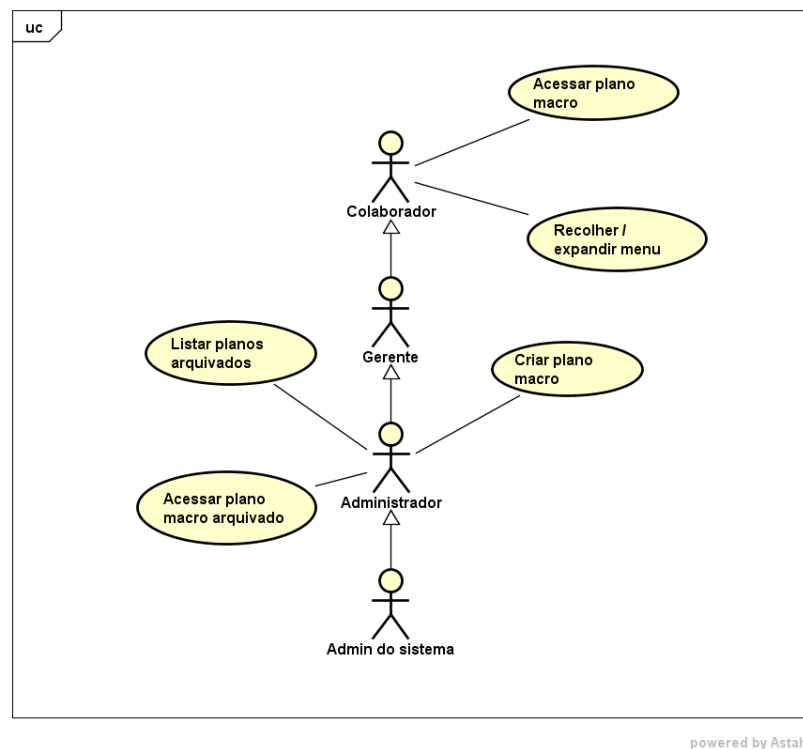 uc
Acessar plano
macro
Colaborador
Recolher /
expandir menu
Listar planos
arquivados
Gerente
Criar plano
macro
Acessar plano
macro arquivado
Administrador
Admin do sistema
powered by Astah